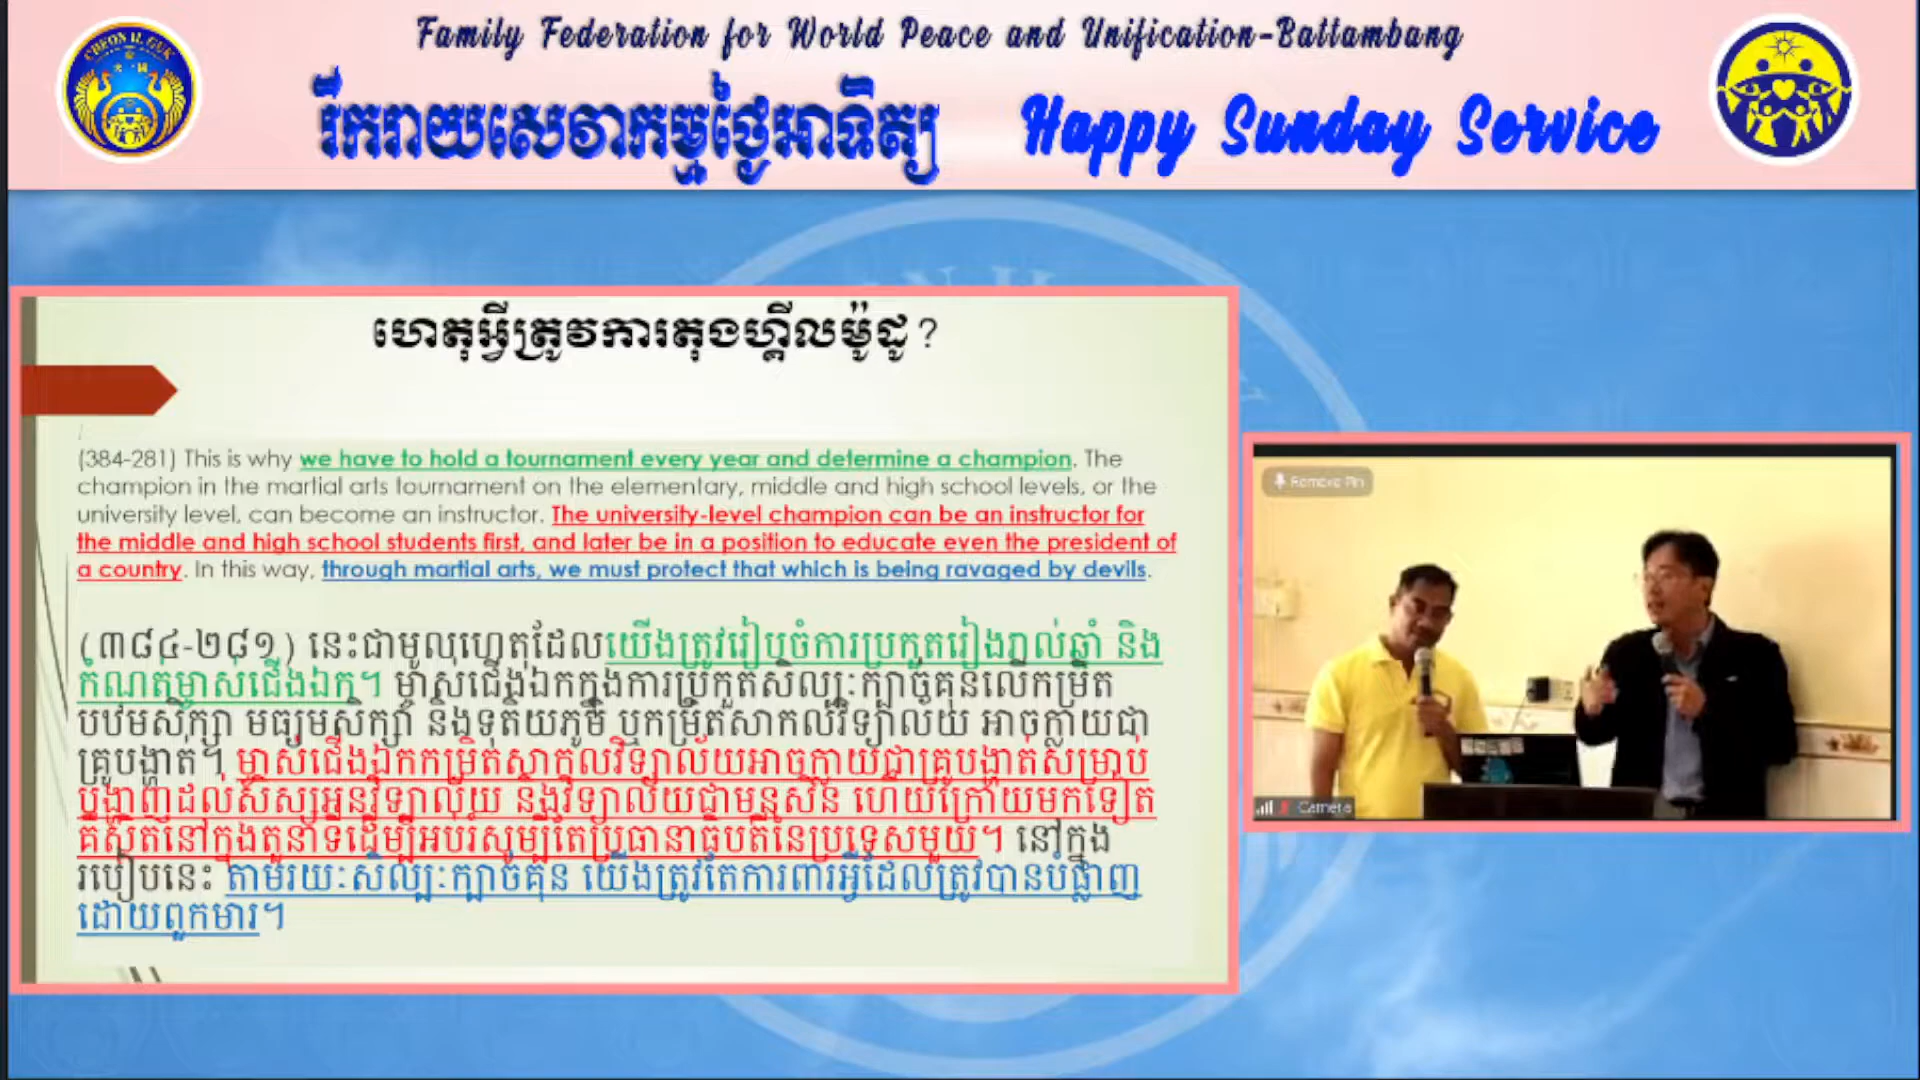 Family Federation for World Peace and Unification-Battambang
រីករាយសេវាកម្មថ្ងៃអាទិត្យ Happy Sunday Service
CHEON IL GUK
ហេតុអ្វីត្រូវការតុងហ្គីលម៉ូដូ?
(384-281) This is why we have to hold a tournament every year and determine a champion. The
champion in the martial arts tournament on the elementary, middle and high school levels, or the
university level, can become an instructor. The university-level champion can be an instructor for
the middle and high school students first, and later be in a position to educate even the president of
a country. In this way, through martial arts, we must protect that which is being ravaged by devils.
(៣៨៤-២៨១) នេះជាមូលហេតុដែលយើងត្រូវរៀបចំការប្រកួតរៀងរាល់ឆ្នាំ និង
កំណត់ម្ចាស់ជើងឯក។ ម្ចាស់ជើងឯកក្នុងការប្រកួតសិល្បៈក្បាច់គុនលើកម្រិត
បឋមសិក្សា មធ្យមសិក្សា និងទុតិយភូមិ ឬកម្រិតសាកលវិទ្យាល័យ អាចក្លាយជា
គ្រូបង្ហាត់។ ម្ចាស់ជើងឯកកម្រិតសាកលវិទ្យាល័យអាចក្លាយជាគ្រូបង្ហាត់សម្រាប់
បង្ហាញដល់សិស្សអនុវិទ្យាល័យ និងវិទ្យាល័យជាមុនសិន ហើយក្រោយមកទៀត
គឺស្ថិតនៅក្នុងតួនាទីដើម្បីអប់រំសូម្បីតែប្រធានាធិបតីនៃប្រទេសមួយ។ នៅក្នុង
របៀបនេះ តាមរយៈសិល្បៈក្បាច់គុន យើងត្រូវតែការពារអ្វីដែលត្រូវបានបំផ្លាញ
ដោយពួកមារ។
Remove Pin
Camera